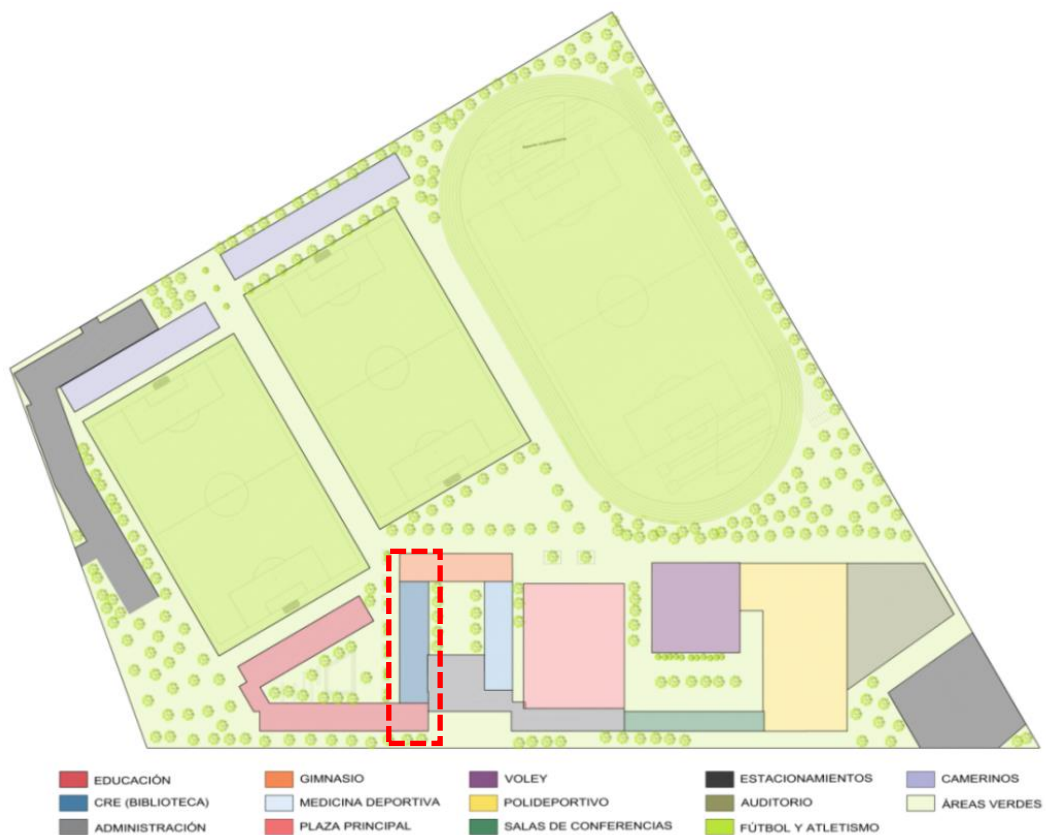 EDUCACIÓN
GIMNASIO
VOLEY
ESTACIONAMIENTOS
CAMERINOS
CRE (BIBLIOTECA)
MEDICINA DEPORTIVA
POLIDEPORTIVO
AUDITORIO
ÁREAS VERDES
ADMINISTRACIÓN
PLAZA PRINCIPAL
SALAS DE CONFERENCIAS
FÚTBOL Y ATLETISMO